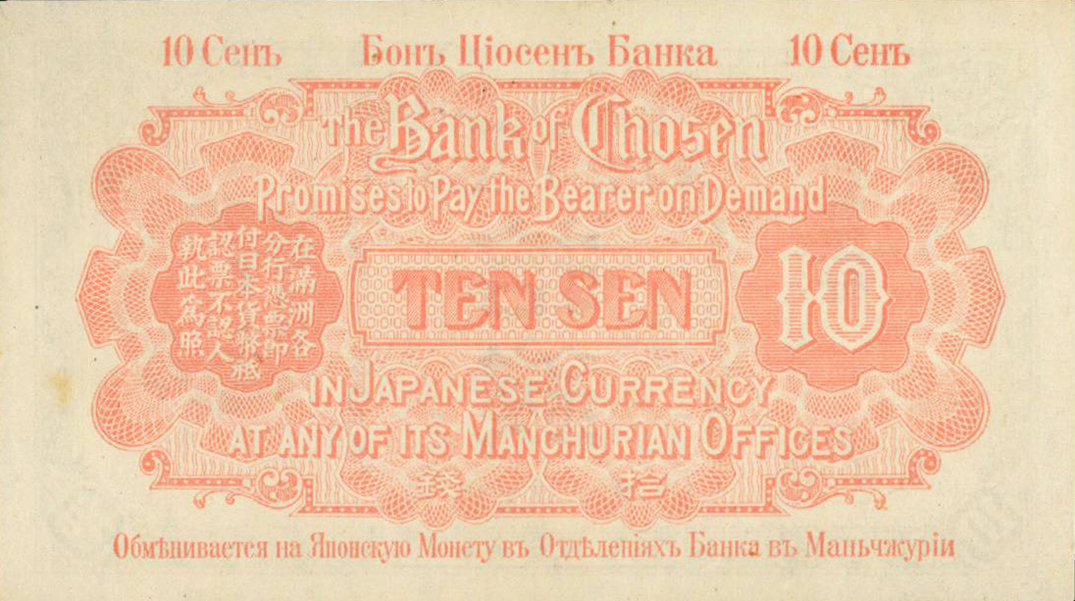 10 Сенъ Бонъ Ціосенъ Банка 10 Сенъ
The Bank of Chosen
Promises to Pay the Bearer on Demand
在滿洲各
分行憑票即
付日本貨幣紙
認票不認人
執此為照
TEN SEN
10
IN JAPANESE CURRENCY
AT ANY OF ITS MANCHURIAN OFFICES
拾錢
Обмѣнивается на Японскую Монету въ Отдѣленіяхъ Банка въ Маньчжуріи